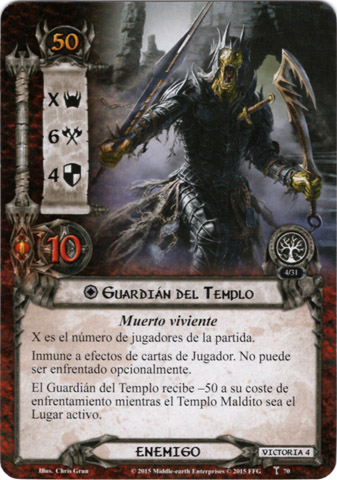 50
X
6
4
10
4/31
Guardián del Templo
Muerto viviente
X es el número de jugadores de la partida.
Inmune a efectos de cartas de Jugador. No puede
ser enfrentado opcionalmente.
El Guardián del Templo recibe –50 a su coste de
enfrentamiento mientras el Templo Maldito sea el
Lugar activo.
ENEMIGO
VICTORIA 4
Illus. Chris Grun
© 2015 Middle-earth Enterprises © 2015 FFG
70